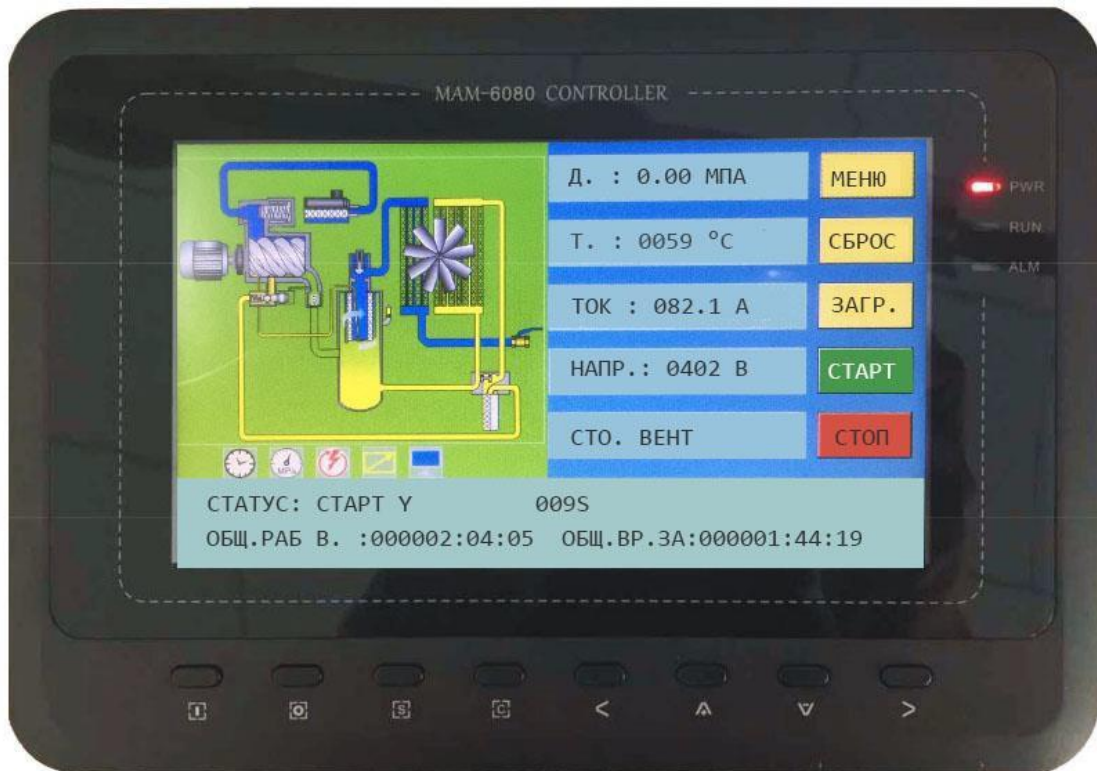 MAM-6080 CONTROLLER
Д. : 0.00 МПА
МЕНЮ
Т. : 0059 °С
СБРОС
ТОК : 082.1 А
ЗАГР.
НАПР.: 0402 В
СТАРТ
СТО. ВЕНТ
СТОП
PWR
RUN
ALM
MPa
СТАТУС: СТАРТ Y 009S
ОБЩ.РАБ В. :000002:04:05 ОБЩ.ВР.ЗА:000001:44:19
I O S C < >